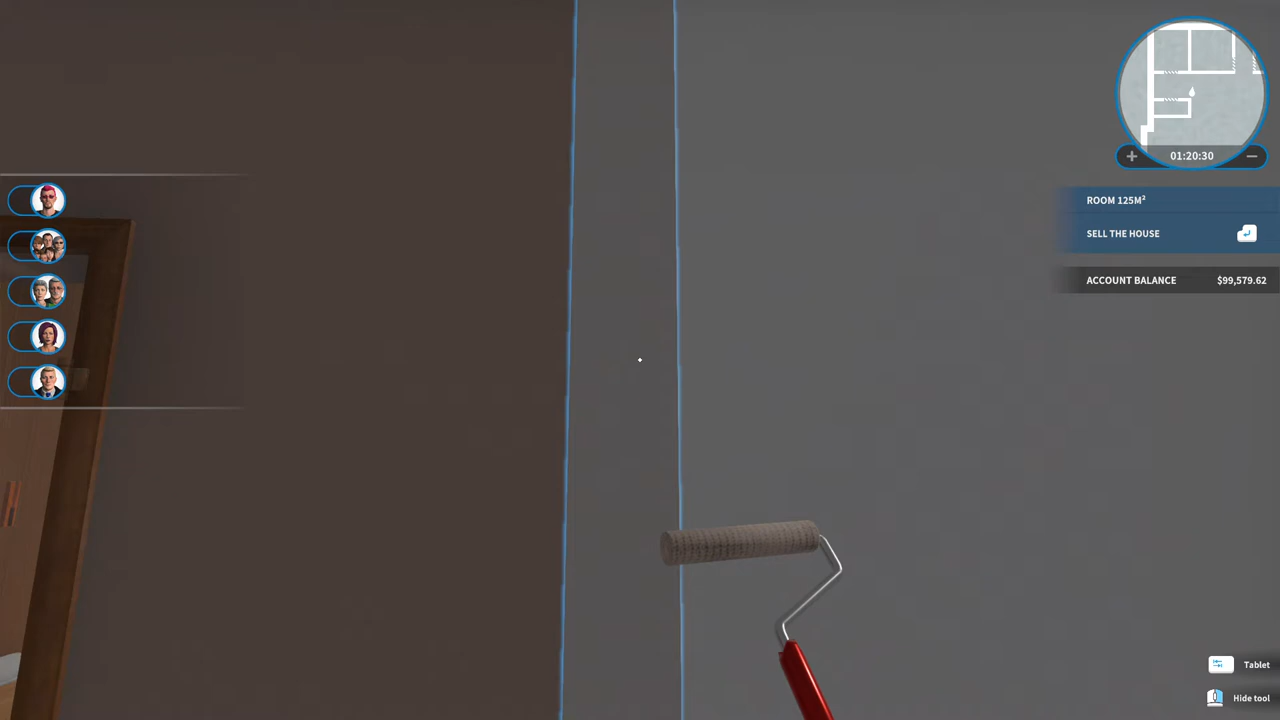 01:20:30
ROOM 125M²
SELL THE HOUSE
ACCOUNT BALANCE $99,579.62
Tablet
Hide tool